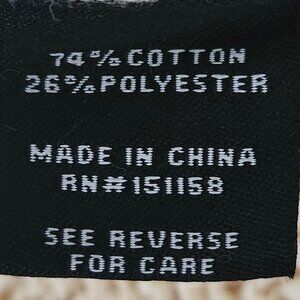 74% COTTON
26% POLYESTER
MADE IN CHINA
RN#151158
SEE REVERSE
FOR CARE